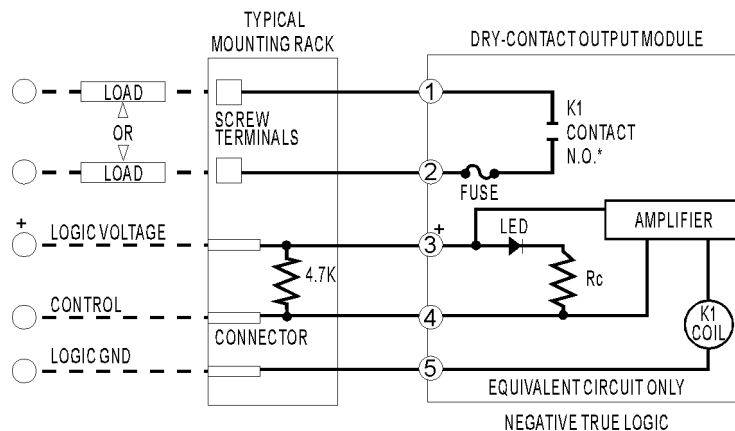 TYPICAL
MOUNTING RACK
DRY-CONTACT OUTPUT MODULE
LOAD
1
K1
CONTACT
N.O.*
SCREW
TERMINALS
OR
LOAD
2
FUSE
+ LOGIC VOLTAGE
3 +
LED
AMPLIFIER
4.7K
Rc
CONTROL
4
CONNECTOR
K1
COIL
LOGIC GND
5
EQUIVALENT CIRCUIT ONLY
NEGATIVE TRUE LOGIC